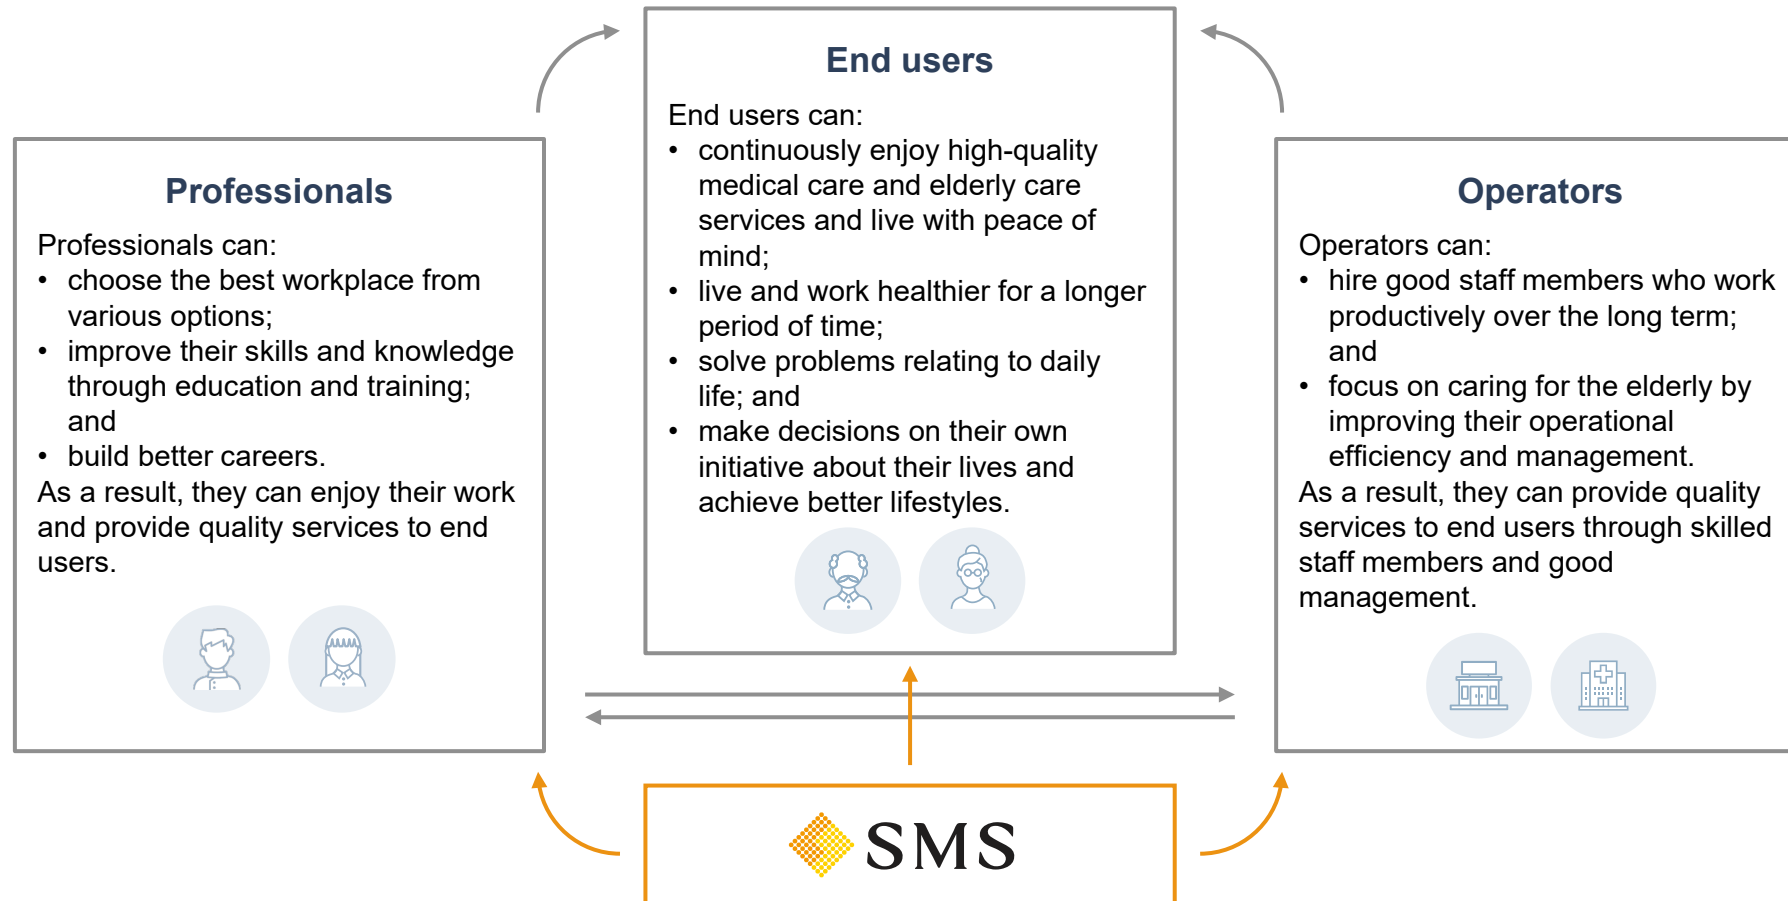 End users
End users can:
• continuously enjoy high-quality
medical care and elderly care
services and live with peace of
mind;
• live and work healthier for a longer
period of time;
• solve problems relating to daily
life; and
• make decisions on their own
initiative about their lives and
achieve better lifestyles.
Professionals
Professionals can:
• choose the best workplace from
various options;
• improve their skills and knowledge
through education and training;
and
• build better careers.
As a result, they can enjoy their work
and provide quality services to end
users.
Operators
Operators can:
• hire good staff members who work
productively over the long term;
and
• focus on caring for the elderly by
improving their operational
efficiency and management.
As a result, they can provide quality
services to end users through skilled
staff members and good
management.
SMS